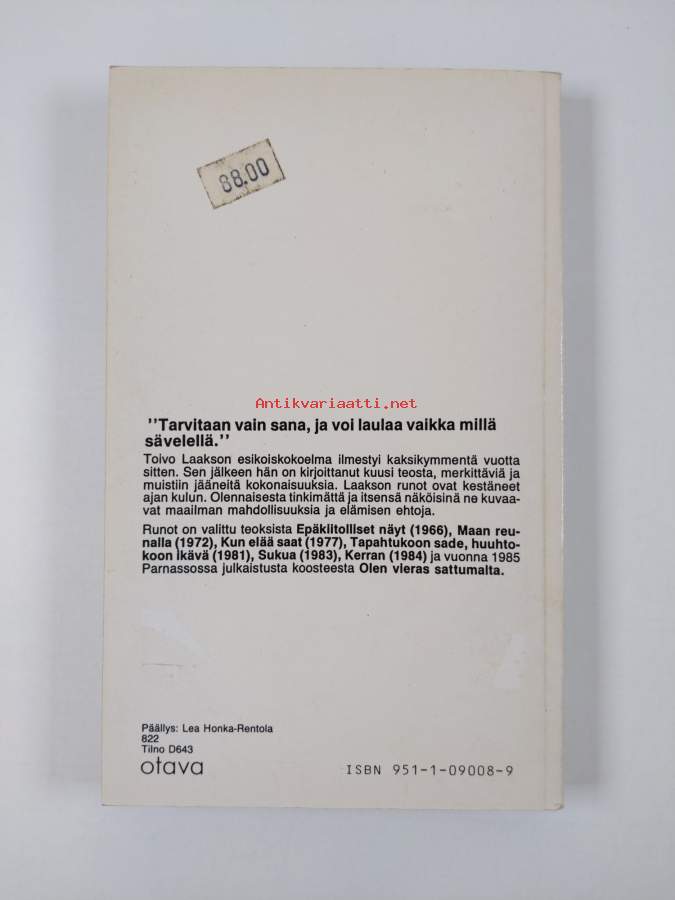 88.00
Antikvariaatti.net
"Tarvitaan vain sana, ja voi laulaa vaikka millä
sävelellä."
Toivo Laakson esikoiskokoelma ilmestyi kaksikymmentä vuotta
sitten. Sen jälkeen hän on kirjoittanut kuusi teosta, merkittäviä ja
muistiin jääneitä kokonaisuuksia. Laakson runot ovat kestäneet
ajan kulun. Olennaisesta tinkimättä ja itsensä näköisinä ne kuvaa-
vat maailman mahdollisuuksia ja elämisen ehtoja.
Runot on valittu teoksista Epäkiitolliset näyt (1966), Maan reu-
nalla (1972), Kun elää saat (1977), Tapahtukoon sade, huuhto-
koon ikävä (1981), Sukua (1983), Kerran (1984) ja vuonna 1985
Parnassossa julkaistusta koosteesta Olen vieras sattumalta.
Päällys: Lea Honka-Rentola
822
Tilno D643
otava
ISBN 951-1-09008-9